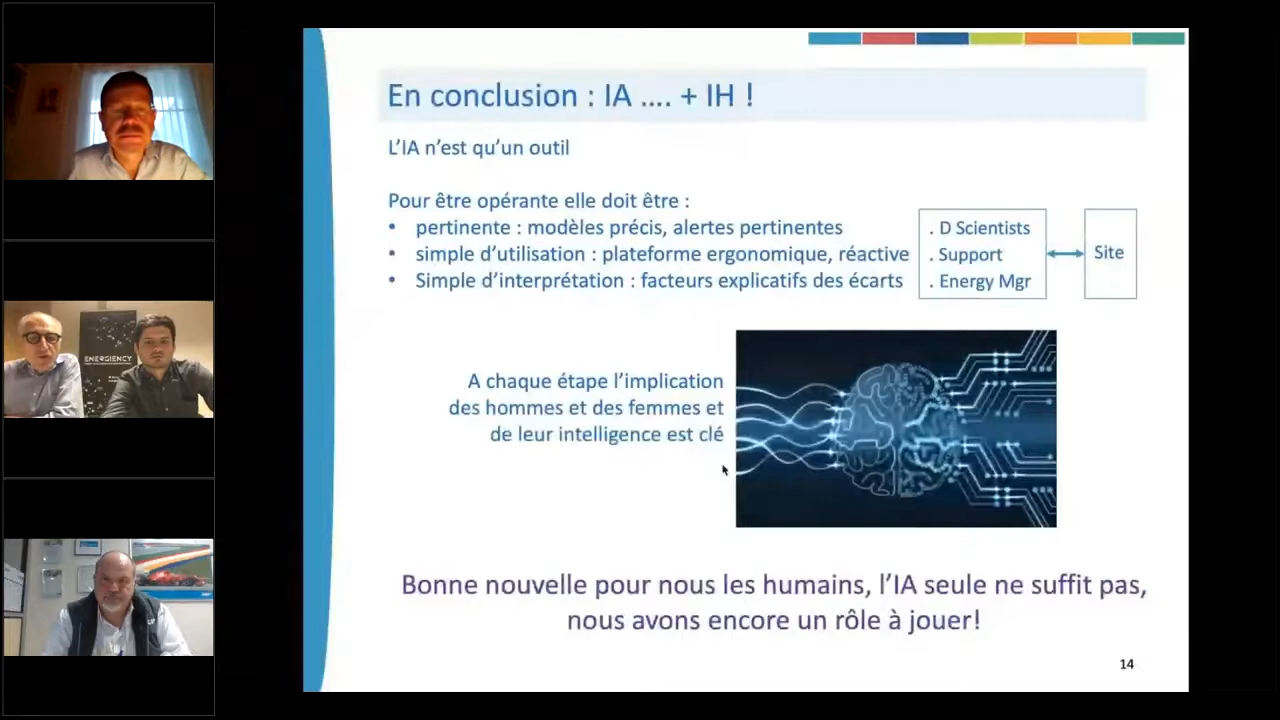 En conclusion : IA .... + IH !
L'IA n'est qu'un outil
Pour être opérante elle doit être :
• pertinente : modèles précis, alertes pertinentes
• simple d'utilisation : plateforme ergonomique, réactive
• Simple d'interprétation : facteurs explicatifs des écarts
. D Scientists
. Support
. Energy Mgr
Site
A chaque étape l'implication
des hommes et des femmes et
de leur intelligence est clé
Bonne nouvelle pour nous les humains, l'IA seule ne suffit pas,
nous avons encore un rôle à jouer!
14
ENERGIENCY